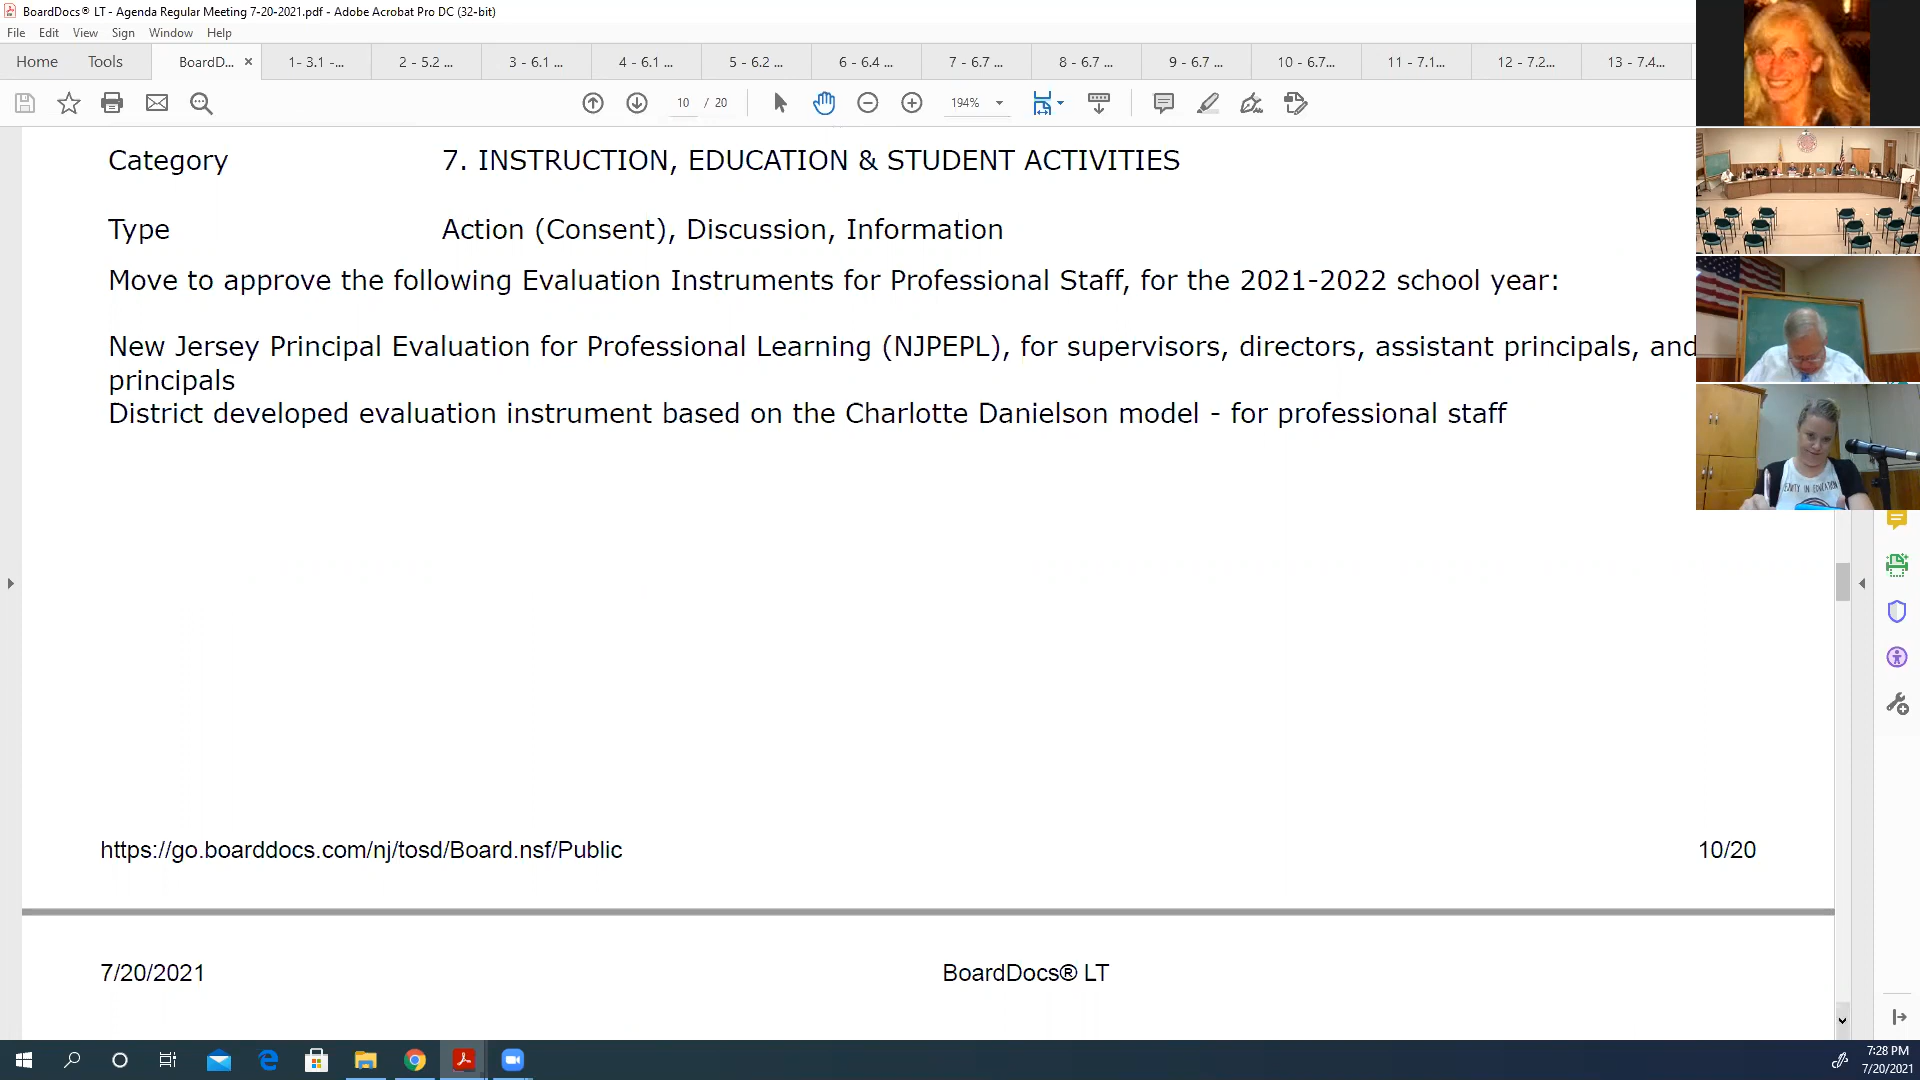 BoardDocs® LT - Agenda Regular Meeting 7-20-2021.pdf - Adobe Acrobat Pro DC (32-bit)
File Edit View Sign Window Help
Home Tools BoardD... × 1- 3.1 -... 2 - 5.2 ... 3 - 6.1 ... 4 - 6.1 ... 5 - 6.2 ... 6 - 6.4 ... 7 - 6.7 ... 8 - 6.7 ... 9 - 6.7 ... 10 - 6.7... 11 - 7.1... 12 - 7.2... 13 - 7.4...
10 / 20 194%
Category 7. INSTRUCTION, EDUCATION & STUDENT ACTIVITIES
Type Action (Consent), Discussion, Information
Move to approve the following Evaluation Instruments for Professional Staff, for the 2021-2022 school year:
New Jersey Principal Evaluation for Professional Learning (NJPEPL), for supervisors, directors, assistant principals, and
principals
District developed evaluation instrument based on the Charlotte Danielson model - for professional staff
IN EDUCATION
https://go.boarddocs.com/nj/tosd/Board.nsf/Public 10/20
7/20/2021 BoardDocs® LT
7:28 PM
7/20/2021